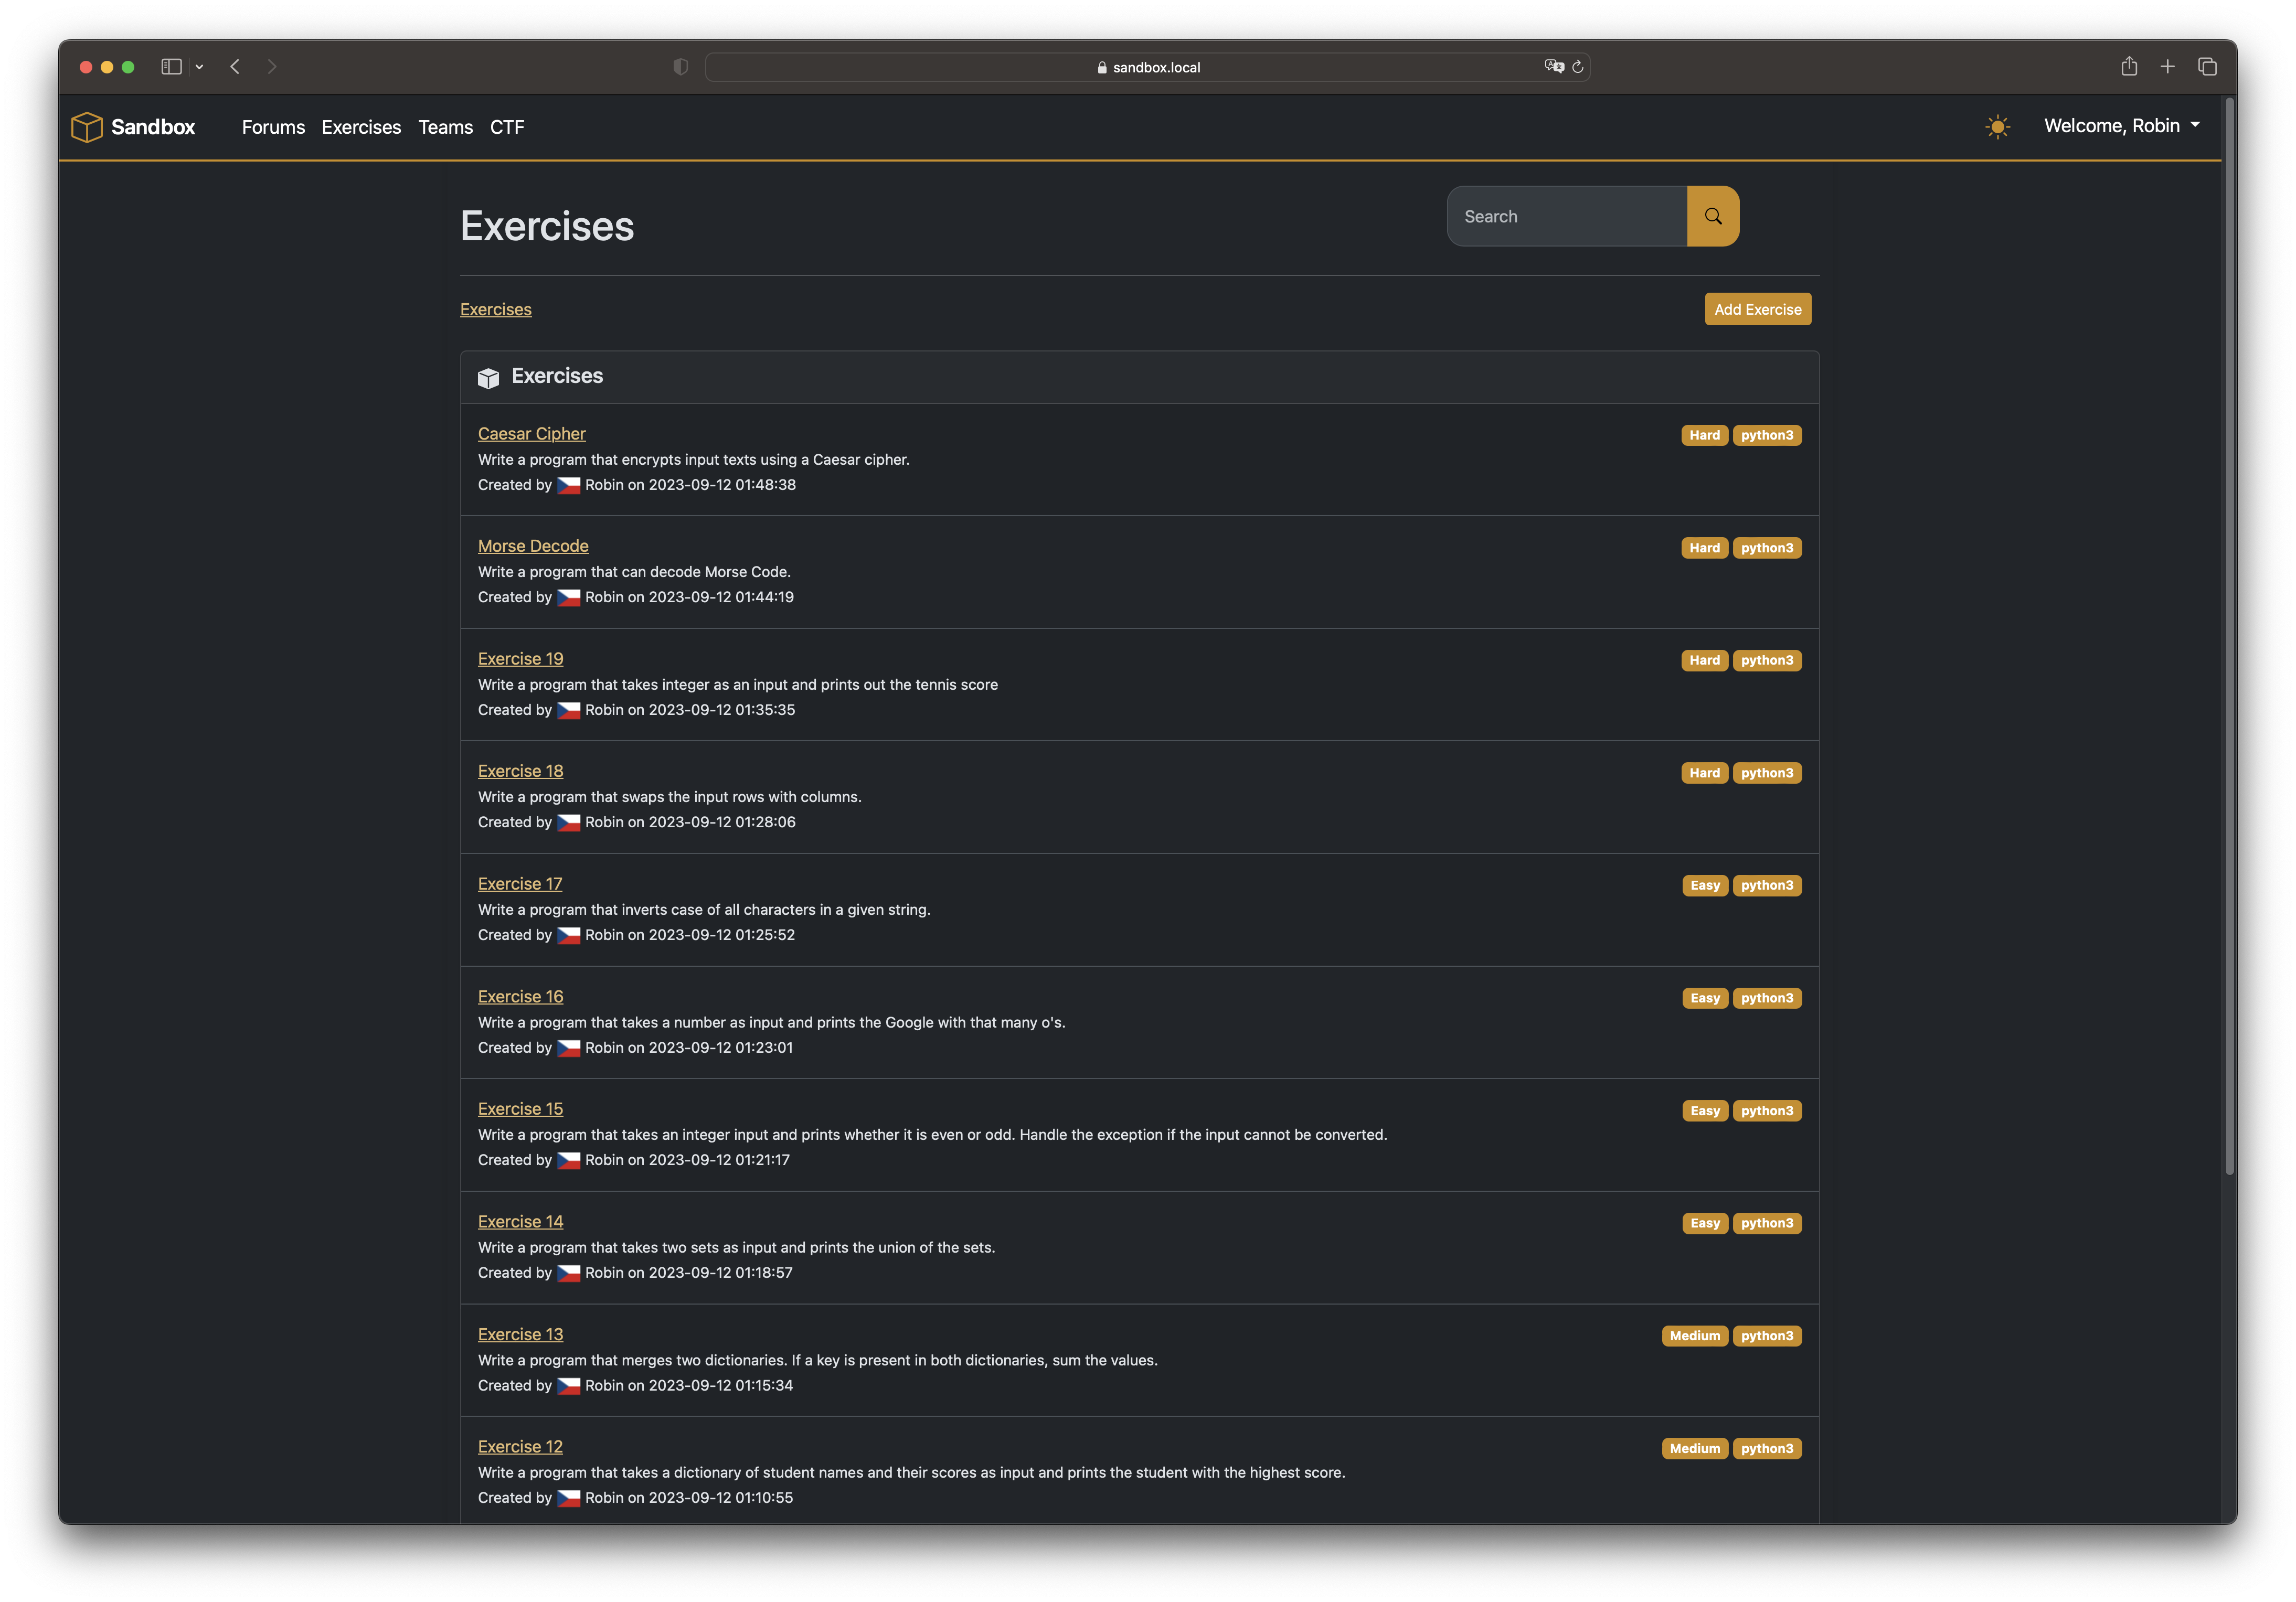 sandbox.local
Sandbox Forums Exercises Teams CTF Welcome, Robin
Exercises
Search
Exercises
Add Exercise
Exercises
Caesar Cipher Hard python3
Write a program that encrypts input texts using a Caesar cipher.
Created by Robin on 2023-09-12 01:48:38
Morse Decode Hard python3
Write a program that can decode Morse Code.
Created by Robin on 2023-09-12 01:44:19
Exercise 19 Hard python3
Write a program that takes integer as an input and prints out the tennis score
Created by Robin on 2023-09-12 01:35:35
Exercise 18 Hard python3
Write a program that swaps the input rows with columns.
Created by Robin on 2023-09-12 01:28:06
Exercise 17 Easy python3
Write a program that inverts case of all characters in a given string.
Created by Robin on 2023-09-12 01:25:52
Exercise 16 Easy python3
Write a program that takes a number as input and prints the Google with that many o's.
Created by Robin on 2023-09-12 01:23:01
Exercise 15 Easy python3
Write a program that takes an integer input and prints whether it is even or odd. Handle the exception if the input cannot be converted.
Created by Robin on 2023-09-12 01:21:17
Exercise 14 Easy python3
Write a program that takes two sets as input and prints the union of the sets.
Created by Robin on 2023-09-12 01:18:57
Exercise 13 Medium python3
Write a program that merges two dictionaries. If a key is present in both dictionaries, sum the values.
Created by Robin on 2023-09-12 01:15:34
Exercise 12 Medium python3
Write a program that takes a dictionary of student names and their scores as input and prints the student with the highest score.
Created by Robin on 2023-09-12 01:10:55